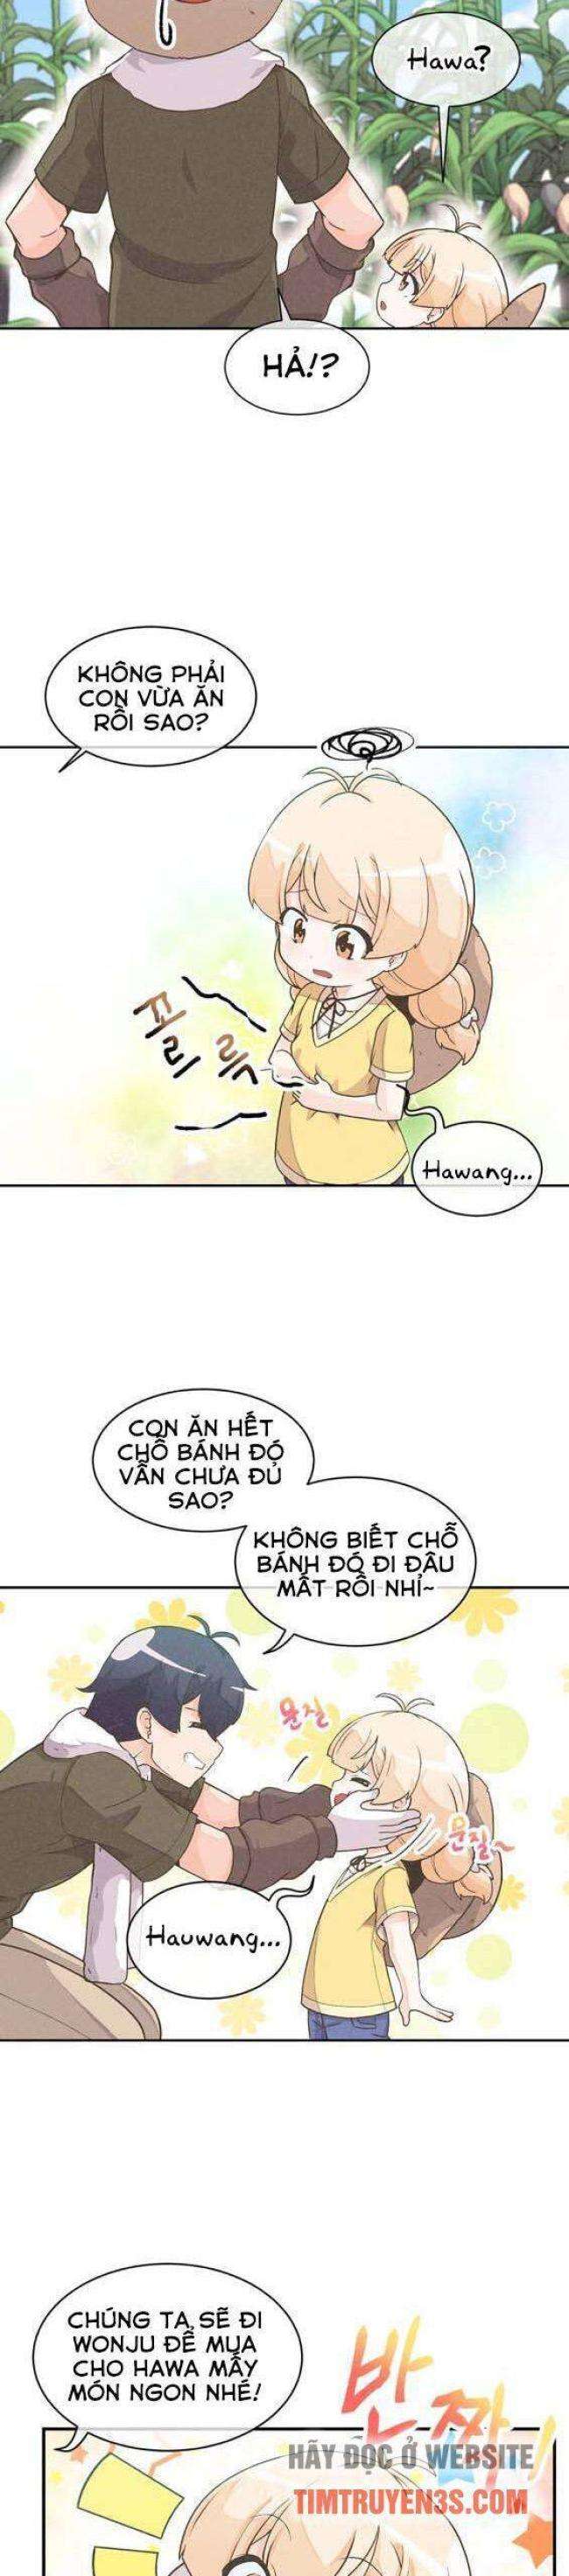 Hawa?
HẢ!?
KHÔNG PHẢI
CON VỪA ĂN
RỒI SAO?
꼬리
륵
Hawang...
CON ĂN HẾT
CHỖ BÁNH ĐÓ
VẪN CHƯA ĐỦ
SAO?
KHÔNG BIẾT CHỖ
BÁNH ĐÓ ĐI ĐÂU
MẤT RỒI NHỈ~
문질
문질~
Hauwang...
CHÚNG TA SẼ ĐI
WONJU ĐỂ MUA
CHO HAWA MẤY
MÓN NGON NHÉ!
반짝!
HÃY ĐỌC Ở WEBSITE
TIMTRUYEN3S.COM